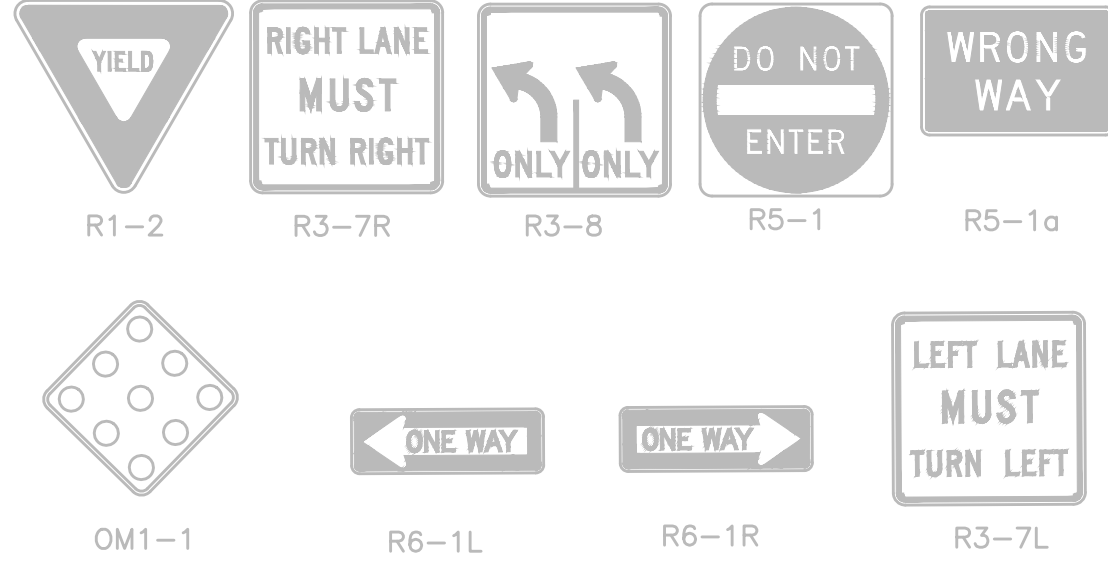 YIELD
R1-2
RIGHT LANE
MUST
TURN RIGHT
R3-7R
ONLY ONLY
R3-8
DO NOT
ENTER
R5-1
WRONG
WAY
R5-1a
OM1-1
ONE WAY
R6-1L
ONE WAY
R6-1R
LEFT LANE
MUST
TURN LEFT
R3-7L